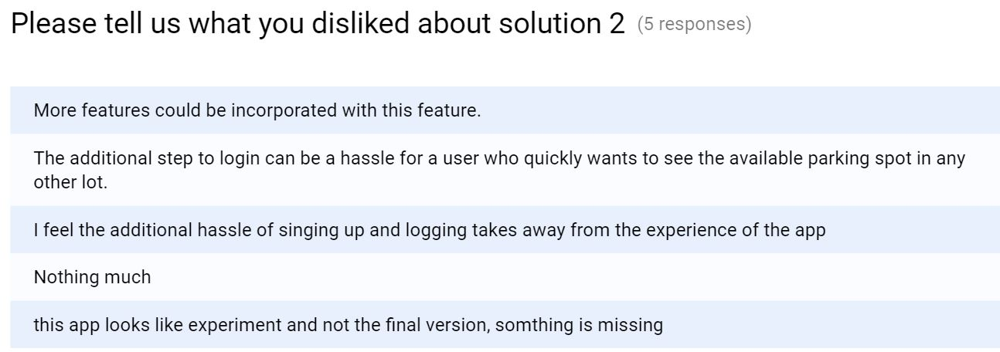 Please tell us what you disliked about solution 2 (5 responses)
More features could be incorporated with this feature.
The additional step to login can be a hassle for a user who quickly wants to see the available parking spot in any
other lot.
I feel the additional hassle of singing up and logging takes away from the experience of the app
Nothing much
this app looks like experiment and not the final version, somthing is missing